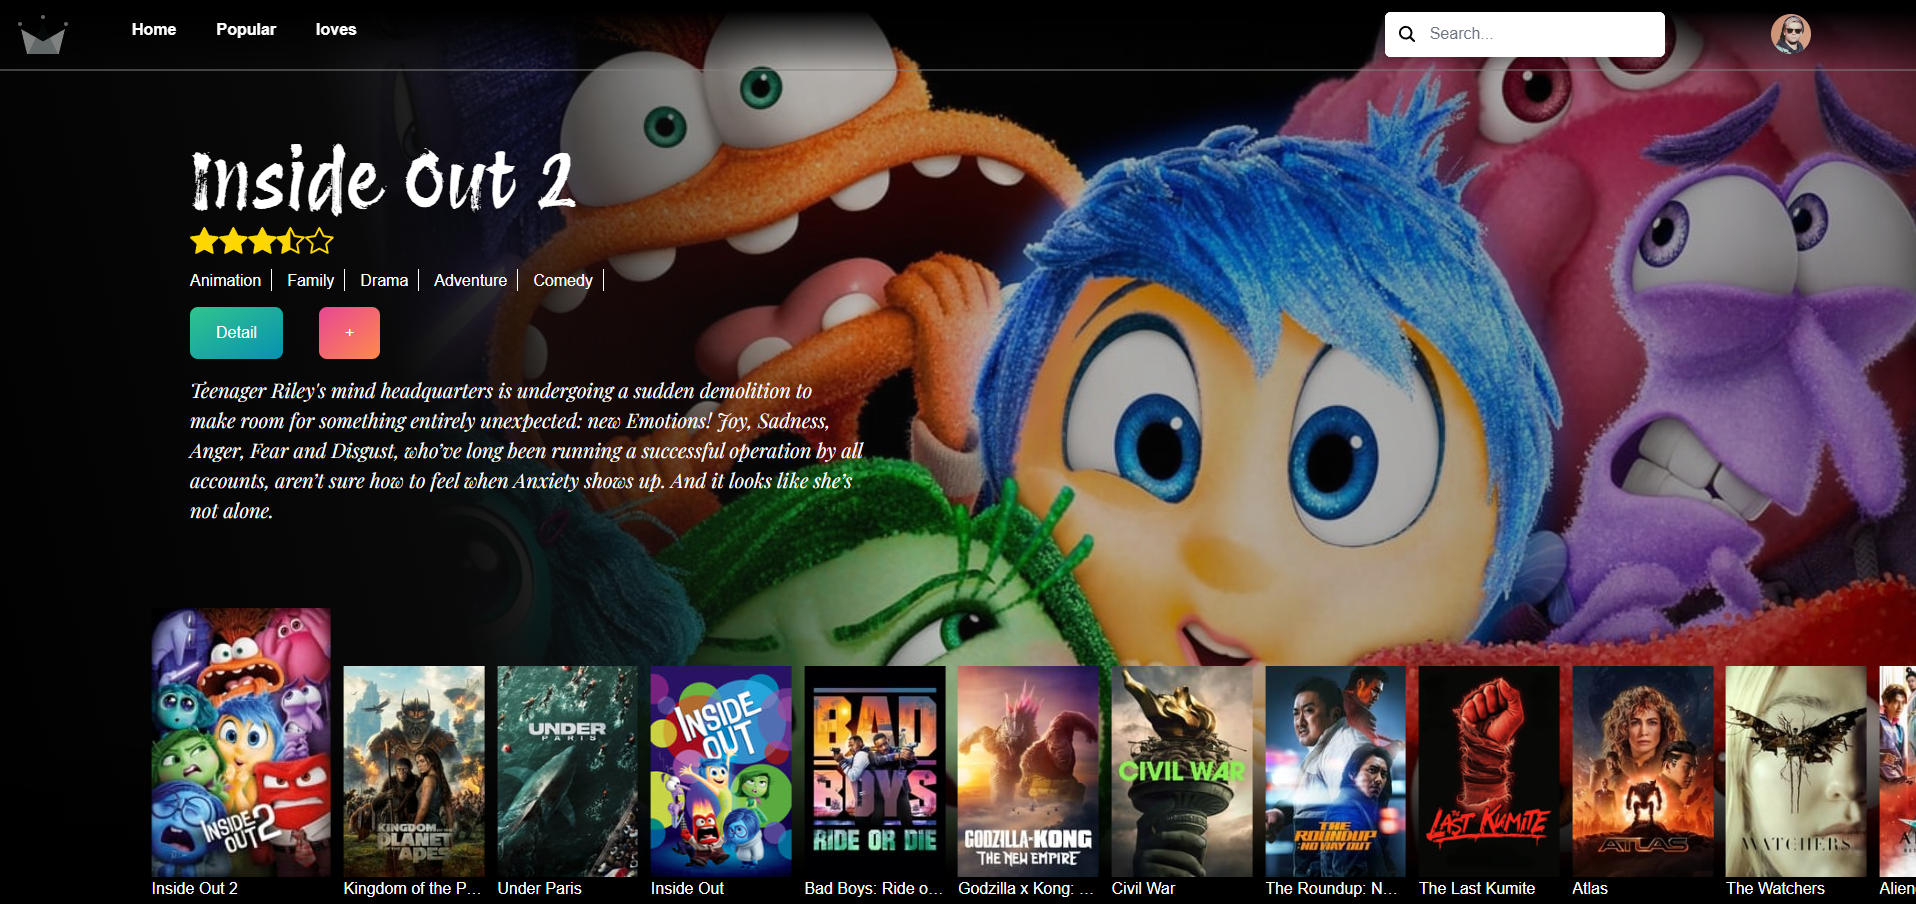 Home Popular loves Search...
Inside Out 2
Animation Family Drama Adventure Comedy
Detail +
Teenager Riley's mind headquarters is undergoing a sudden demolition to
make room for something entirely unexpected: new Emotions! Joy, Sadness,
Anger, Fear and Disgust, who've long been running a successful operation by all
accounts, aren't sure how to feel when Anxiety shows up. And it looks like she's
not alone.
INSIDE
OUT 2
KINGDOM OF THE
PLANET
OF THE APES
UNDER
PARIS
INSIDE
OUT
BAD
BOYS
RIDE OR DIE
GODZILLA x KONG
THE NEW EMPIRE
CIVIL WAR
THE
ROUNDUP
: NO WAY OUT
THE
LAST KUMITE
ATLAS
WATCHERS
Inside Out 2
Kingdom of the P...
Under Paris
Inside Out
Bad Boys: Ride o...
Godzilla x Kong: ...
Civil War
The Roundup: N...
The Last Kumite
Atlas
The Watchers
Alien